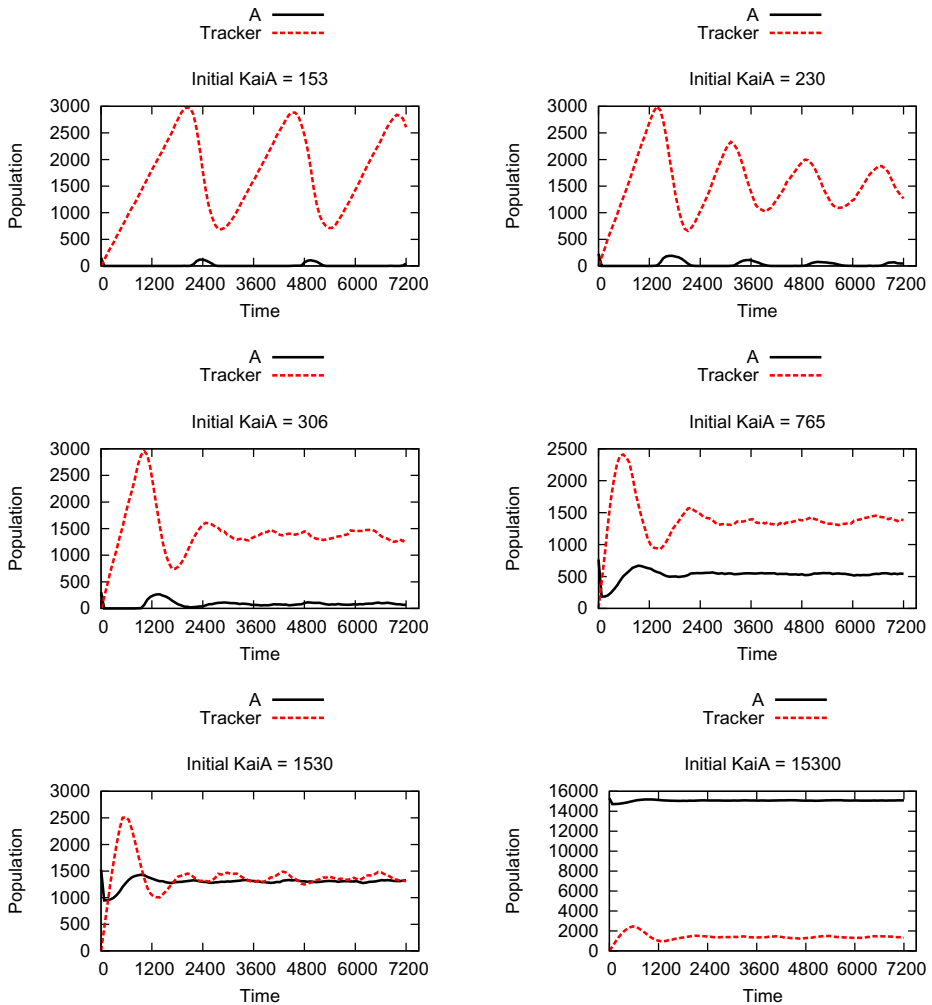 A
Tracker
Initial KaiA = 153
3000
2500
2000
1500
1000
500
0
Population
0 1200 2400 3600 4800 6000 7200
Time
A
Tracker
Initial KaiA = 230
3000
2500
2000
1500
1000
500
0
Population
0 1200 2400 3600 4800 6000 7200
Time
A
Tracker
Initial KaiA = 306
3000
2500
2000
1500
1000
500
0
Population
0 1200 2400 3600 4800 6000 7200
Time
A
Tracker
Initial KaiA = 765
2500
2000
1500
1000
500
0
Population
0 1200 2400 3600 4800 6000 7200
Time
A
Tracker
Initial KaiA = 1530
3000
2500
2000
1500
1000
500
0
Population
0 1200 2400 3600 4800 6000 7200
Time
A
Tracker
Initial KaiA = 15300
16000
14000
12000
10000
8000
6000
4000
2000
0
Population
0 1200 2400 3600 4800 6000 7200
Time